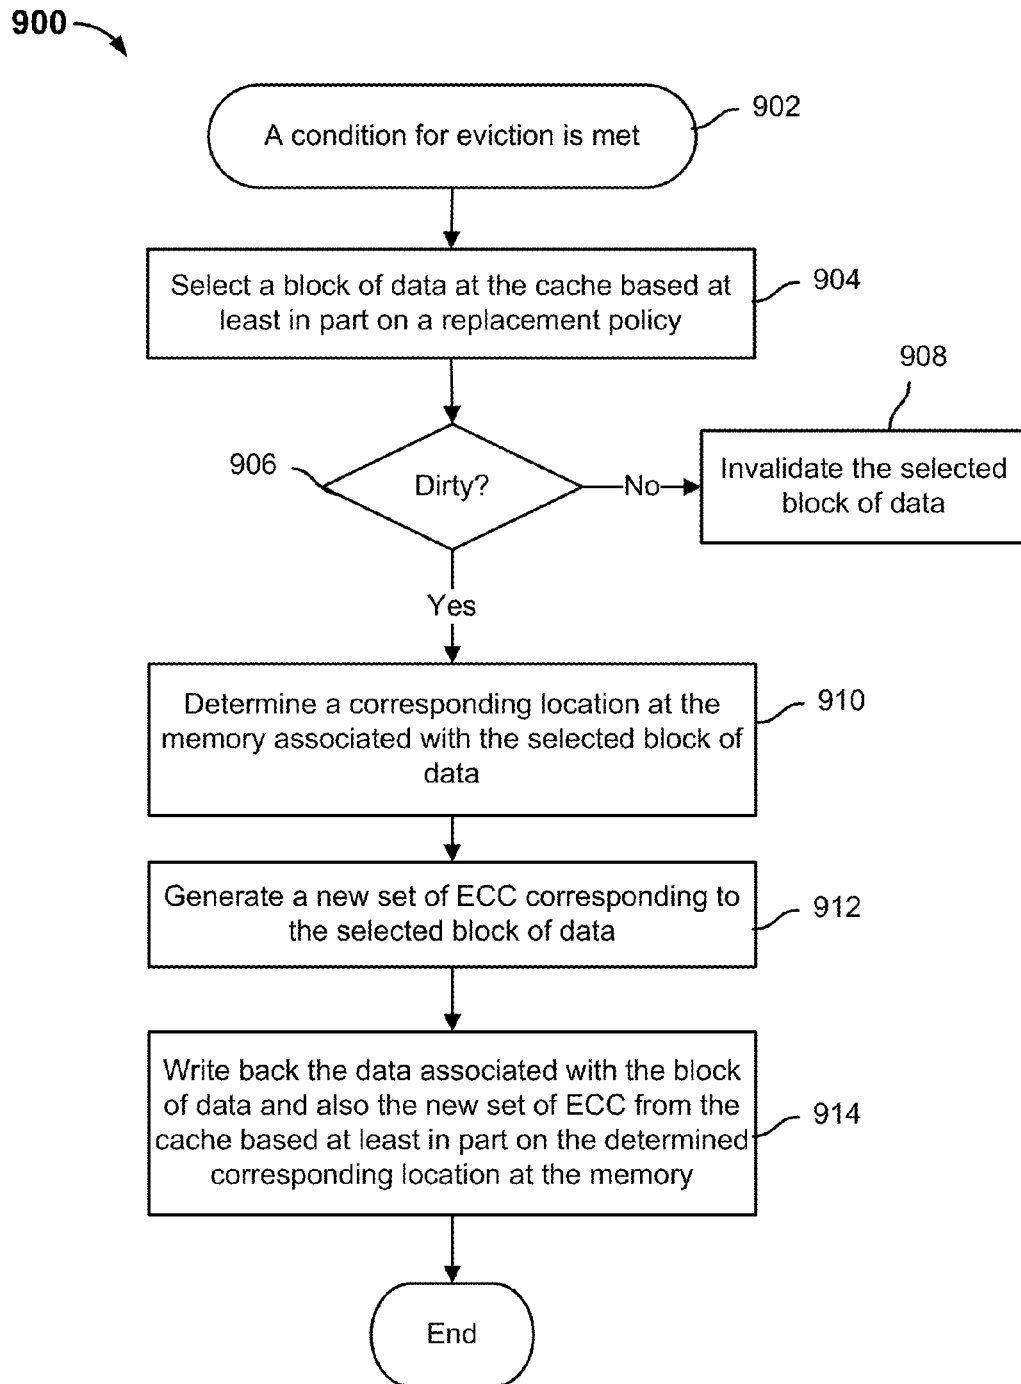 900
A condition for eviction is met
902
Select a block of data at the cache based at
least in part on a replacement policy
904
908
906
Dirty?
No
Invalidate the selected
block of data
Yes
Determine a corresponding location at the
memory associated with the selected block of
data
910
Generate a new set of ECC corresponding to
the selected block of data
912
Write back the data associated with the block
of data and also the new set of ECC from the
cache based at least in part on the determined
corresponding location at the memory
914
End